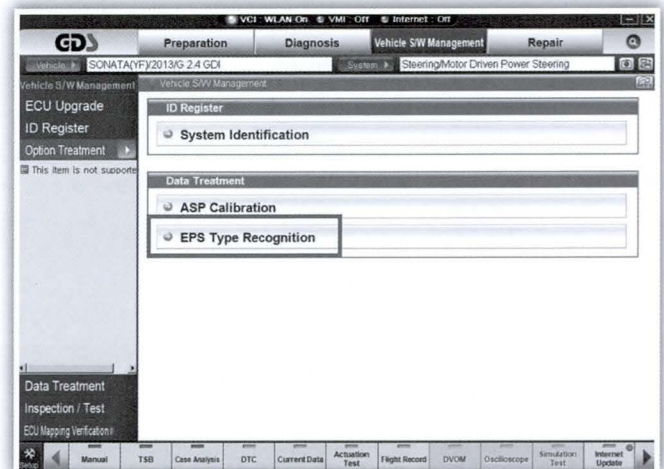 VCI : WLAN On VMI : Off Internet : Off
GDS Preparation Diagnosis Vehicle S/W Management Repair
Vehicle SONATA(YF)/2013/G 2.4 GDI System Steering/Motor Driven Power Steering
Vehicle S/W Management
Vehicle S/W Management
ECU Upgrade
ID Register
Option Treatment
This item is not supporte
ID Register
System Identification
Data Treatment
ASP Calibration
EPS Type Recognition
Data Treatment
Inspection / Test
ECU Mapping Verification
Setup Manual TSB Case Analysis DTC Current Data Actuation Test Flight Record DVOM Oscilloscope Simulation Test Internet Update